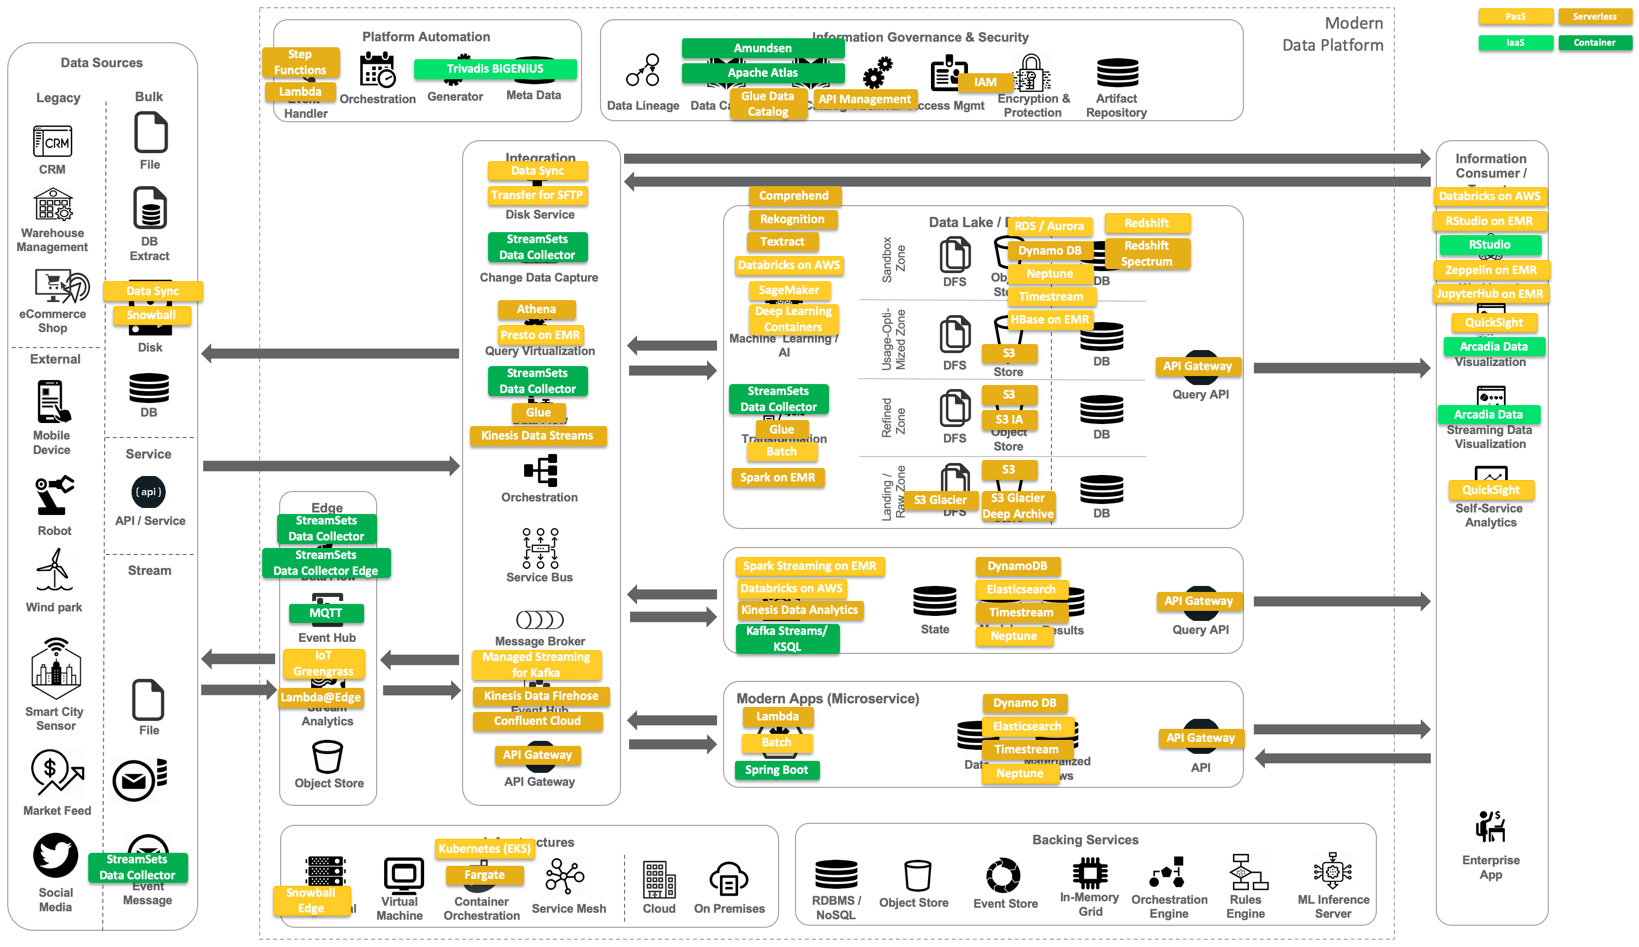 Modern
Data Platform
PasS
Serverless
IaaS
Container
Data Sources
Legacy
Bulk
CRM
CRM
File
Warehouse
Management
DB
Extract
eCommerce
Shop
Data Sync
Snowball
Disk
External
DB
Mobile
Device
Service
{ api }
API / Service
Robot
Stream
Wind park
Smart City
Sensor
File
Market Feed
Social
Media
StreamSets
Data Collector
Event
Message
Platform Automation
Step
Functions
Lambda
Event
Handler
Orchestration
Trivadis BiGENiUS
Generator
Meta Data
Information Governance & Security
Amundsen
Apache Atlas
Data Lineage
Data Ca
Glue Data
Catalog
API Management
IAM
ccess Mgmt
Encryption &
Protection
Artifact
Repository
Edge
StreamSets
Data Collector
StreamSets
Data Collector Edge
Data Flow
MQTT
Event Hub
IoT
Greengrass
Lambda@Edge
Stream
Analytics
Object Store
Integration
Data Sync
Transfer for SFTP
Disk Service
StreamSets
Data Collector
Change Data Capture
Athena
Presto on EMR
Query Virtualization
StreamSets
Data Collector
Glue
Data Flow
Kinesis Data Streams
Orchestration
Service Bus
Message Broker
Managed Streaming
for Kafka
Kinesis Data Firehose
Event Hub
Confluent Cloud
API Gateway
API Gateway
Data Lake / D
Comprehend
Rekognition
Textract
Databricks on AWS
SageMaker
Deep Learning
Containers
Machine Learning /
AI
StreamSets
Data Collector
Glue
Transformation
Batch
Spark on EMR
Sandbox
Zone
DFS
Obj
Sto
RDS / Aurora
Dynamo DB
Neptune
Timestream
HBase on EMR
Redshift
Redshift
Spectrum
DB
Usage-Opti-
Mized Zone
DFS
S3
Store
DB
API Gateway
Query API
Refined
Zone
DFS
S3
S3 IA
Object
Store
DB
Landing /
Raw Zone
S3 Glacier
DFS
S3
S3 Glacier
Deep Archive
DB
Spark Streaming on EMR
Databricks on AWS
Kinesis Data Analytics
Kafka Streams/
KSQL
State
DynamoDB
Elasticsearch
Timestream
Neptune
esults
API Gateway
Query API
Modern Apps (Microservice)
Lambda
Batch
Spring Boot
Data
Dynamo DB
Elasticsearch
Timestream
Materialized
Neptune
ws
API Gateway
API
Information
Consumer /
Databricks on AWS
RStudio on EMR
RStudio
Zeppelin on EMR
JupyterHub on EMR
QuickSight
Arcadia Data
Visualization
Arcadia Data
Streaming Data
Visualization
QuickSight
Self-Service
Analytics
Enterprise
App
ctures
Snowball
Edge
al
Virtual
Machine
Kubernetes (EKS)
Fargate
Container
Orchestration
Service Mesh
Cloud
On Premises
Backing Services
RDBMS /
NoSQL
Object Store
Event Store
In-Memory
Grid
Orchestration
Engine
Rules
Engine
ML Inference
Server